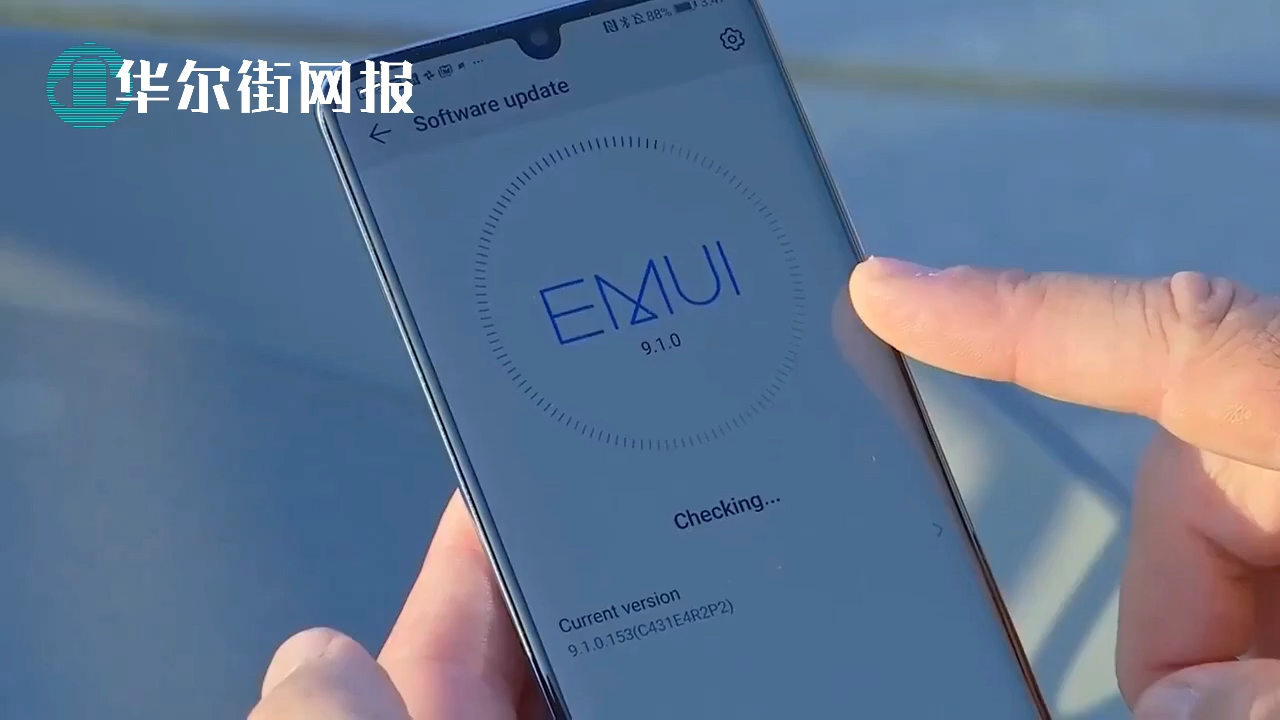 华尔街网报
88%
Software update
EMUI
9.1.0
Checking...
Current version
9.1.0.153(C431E4R2P2)